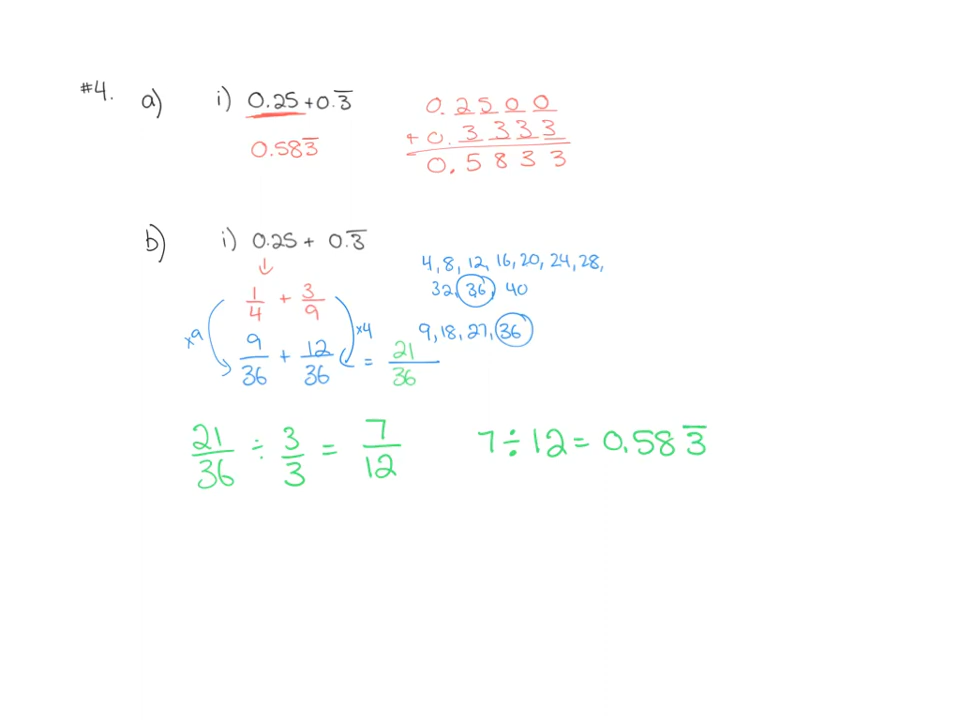 #4. a) i) 0.25 + 0.3̅
0.583̅
0.2500
+ 0.3333
0.5833
b) i) 0.25 + 0.3̅
↓
1/4 + 3/9
×9 ×4
9/36 + 12/36 = 21/36
4, 8, 12, 16, 20, 24, 28,
32, 36, 40
9, 18, 27, 36
21/36 ÷ 3/3 = 7/12
7 ÷ 12 = 0.583̅